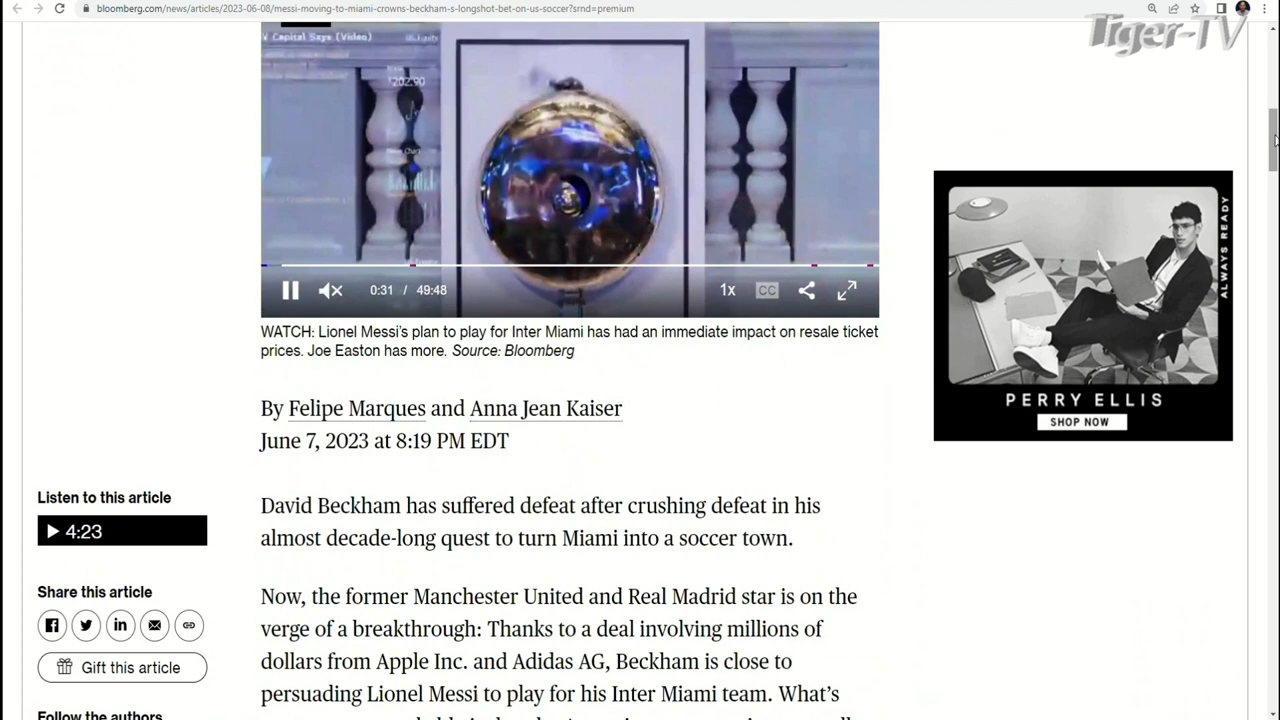 bloomberg.com/news/articles/2023-06-08/messi-moving-to-miami-crowns-beckham-s-longshot-bet-on-us-soccer?srnd=premium
Tiger-TV
Capital Says (Video)
202.90
0:31 / 49:48
1x
CC
WATCH: Lionel Messi's plan to play for Inter Miami has had an immediate impact on resale ticket
prices. Joe Easton has more. Source: Bloomberg
ALWAYS READY
PERRY ELLIS
SHOP NOW
By Felipe Marques and Anna Jean Kaiser
June 7, 2023 at 8:19 PM EDT
Listen to this article
4:23
Share this article
Gift this article
Follow the authors
David Beckham has suffered defeat after crushing defeat in his
almost decade-long quest to turn Miami into a soccer town.
Now, the former Manchester United and Real Madrid star is on the
verge of a breakthrough: Thanks to a deal involving millions of
dollars from Apple Inc. and Adidas AG, Beckham is close to
persuading Lionel Messi to play for his Inter Miami team. What's